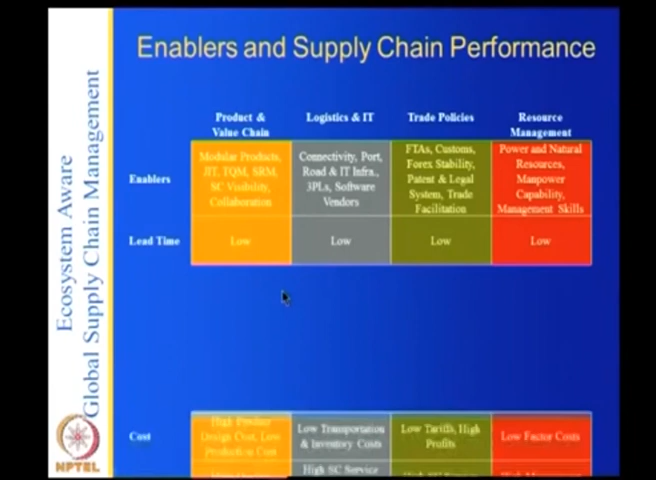 Enablers and Supply Chain Performance
Ecosystem Aware
Global Supply Chain Management
Product &
Value Chain
Logistics & IT
Trade Policies
Resource
Management
Enablers
Modular Products,
JIT, TQM, SRM,
SC Visibility,
Collaboration
Connectivity, Port,
Road & IT Infra.,
3PLs, Software
Vendors
FTAs, Customs,
Forex Stability,
Patent & Legal
System, Trade
Facilitation
Power and Natural
Resources,
Manpower
Capability,
Management Skills
Lead Time
Low
Low
Low
Low
Cost
High Product
Design Cost, Low
Production Cost
Low Transportation
& Inventory Costs
Low Tariffs, High
Profits
Low Factor Costs
High SC Service
NPTEL